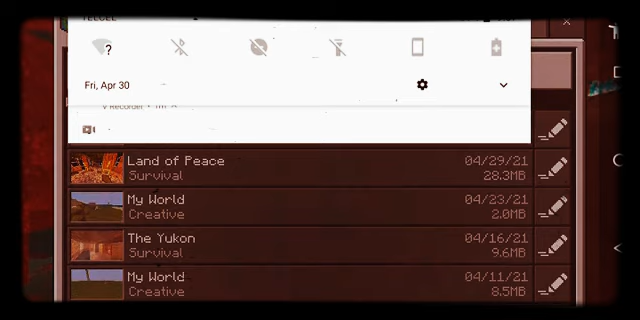 TELCEL
?
Fri, Apr 30
Land of Peace 04/29/21
Survival 28.3MB
My World 04/23/21
Creative 2.0MB
The Yukon 04/16/21
Survival 9.6MB
My World 04/11/21
Creative 8.5MB